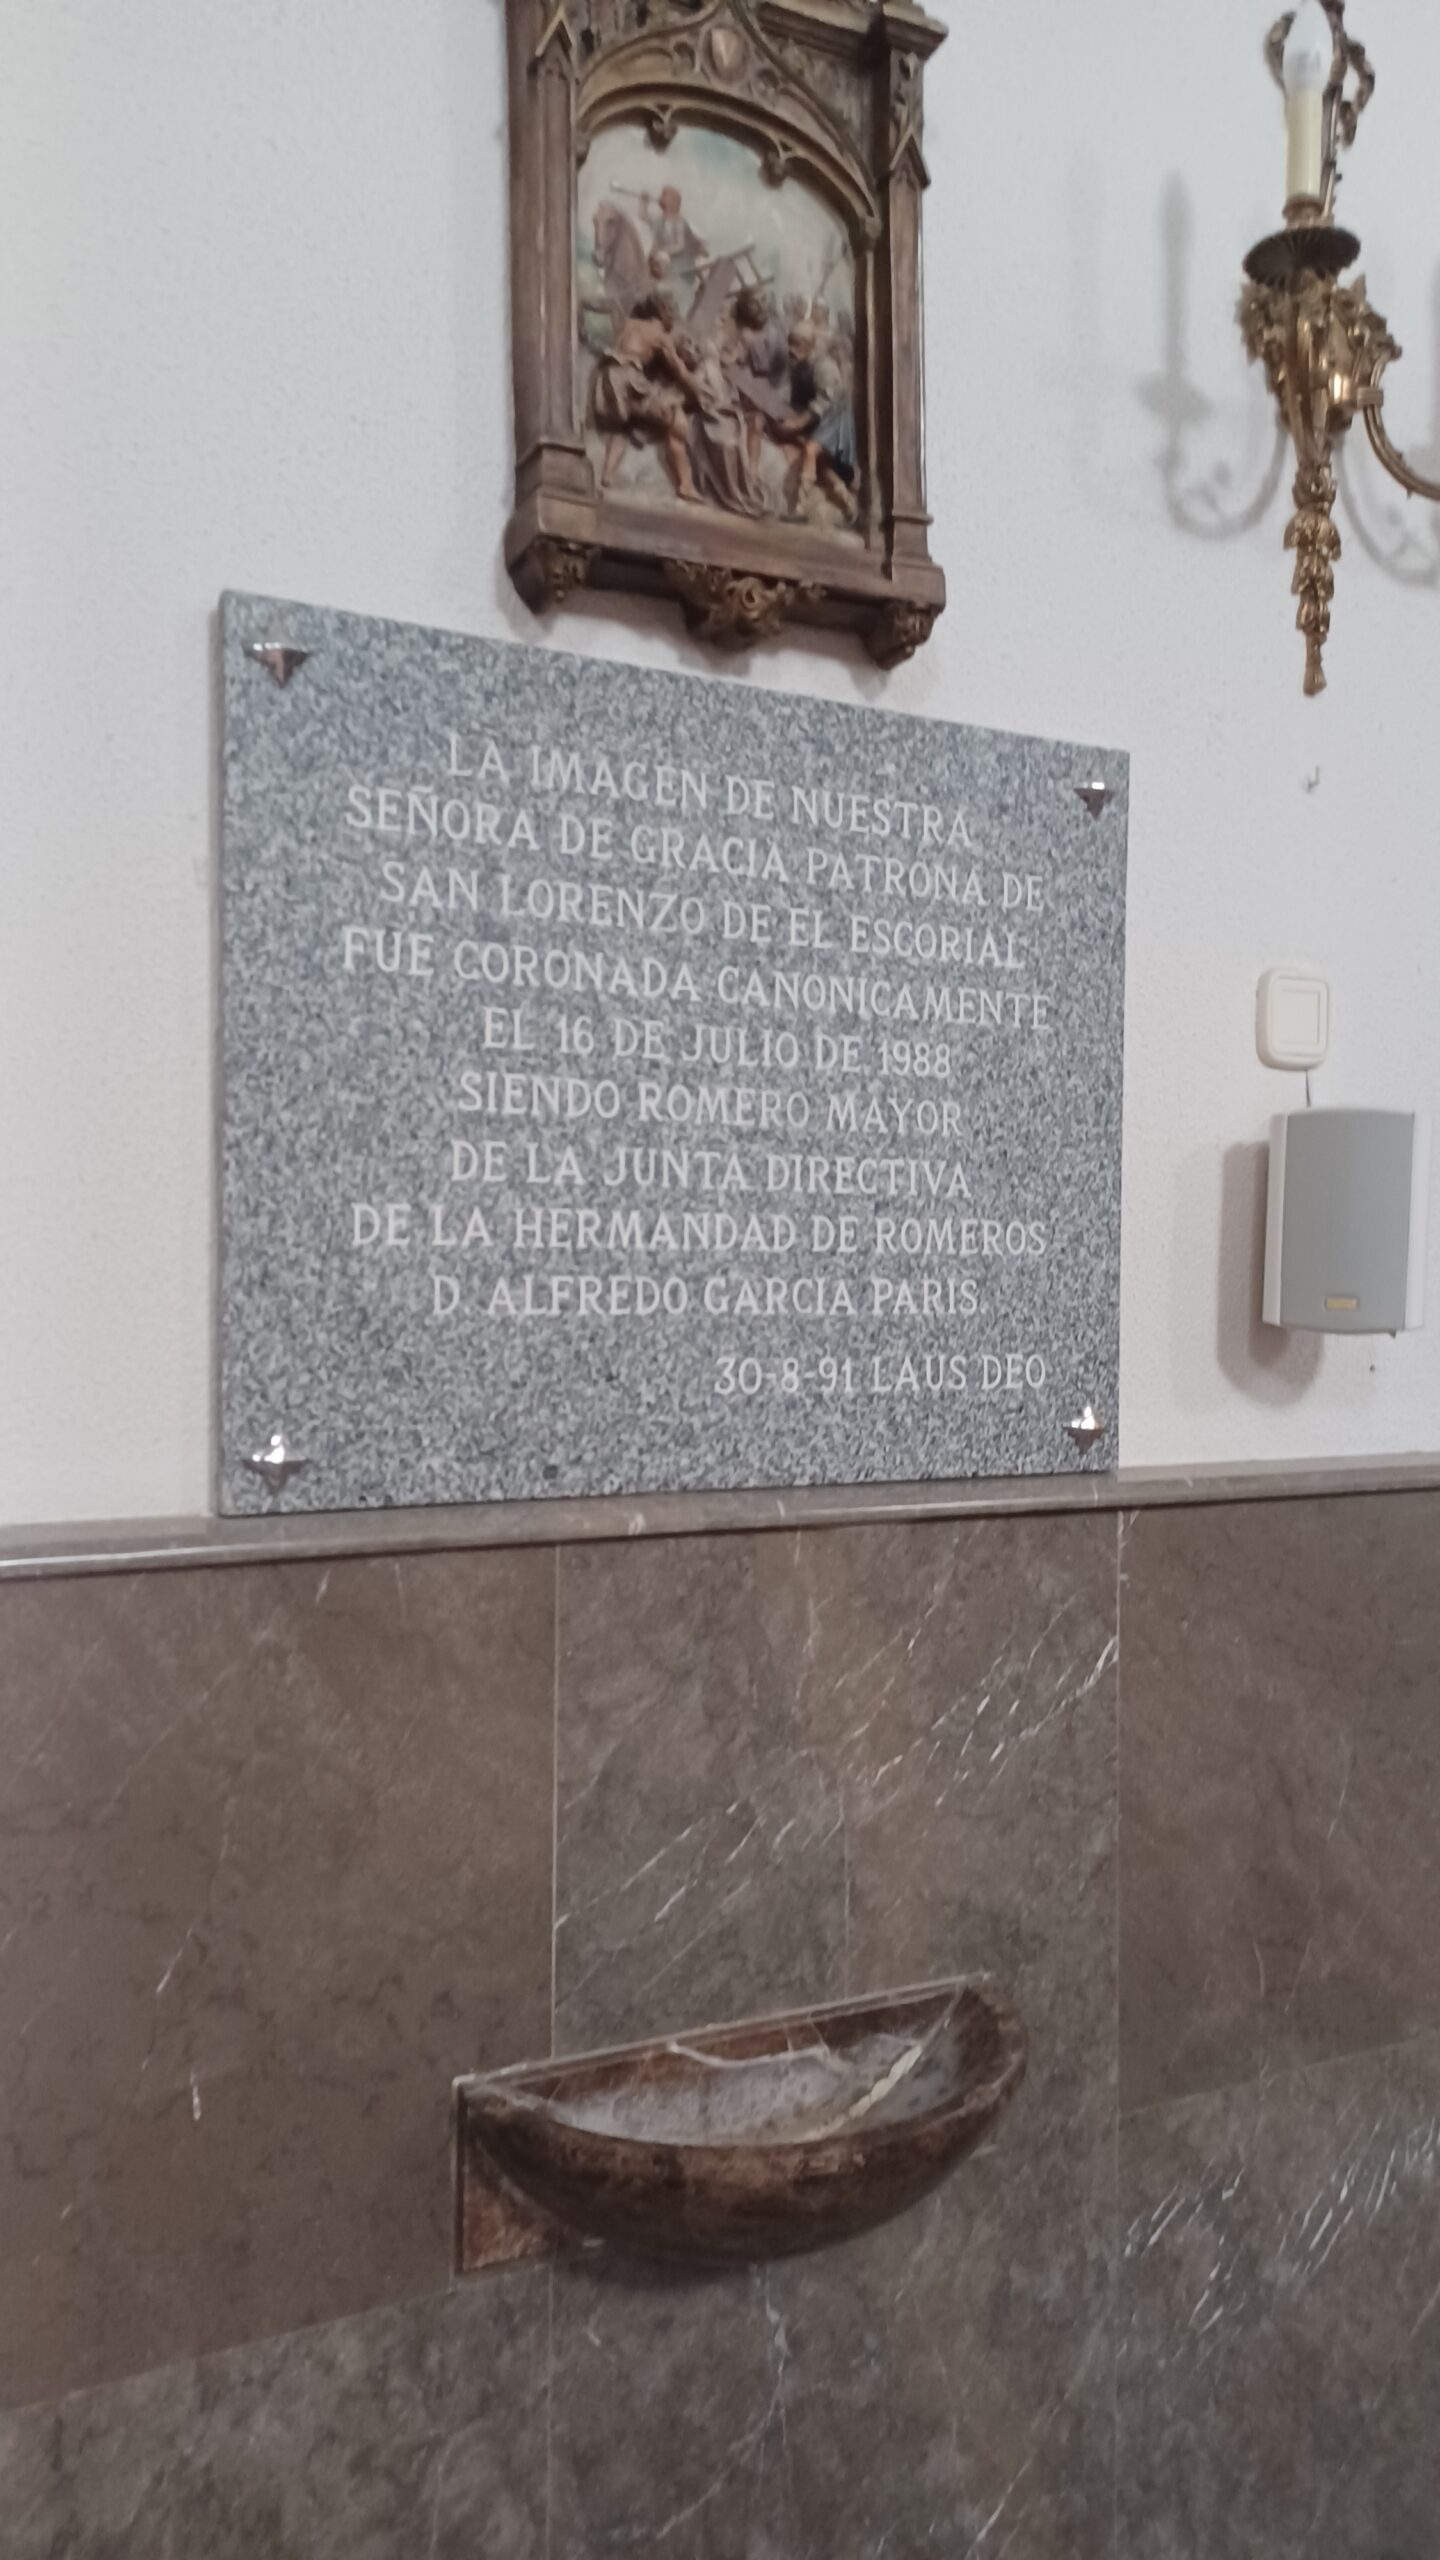 LA IMAGEN DE NUESTRA
SEÑORA DE GRACIA PATRONA DE
SAN LORENZO DE EL ESCORIAL
FUE CORONADA CANONICAMENTE
EL 16 DE JULIO DE 1988
SIENDO ROMERO MAYOR
DE LA JUNTA DIRECTIVA
DE LA HERMANDAD DE ROMEROS
D. ALFREDO GARCIA PARIS.
30-8-91 LAUS DEO